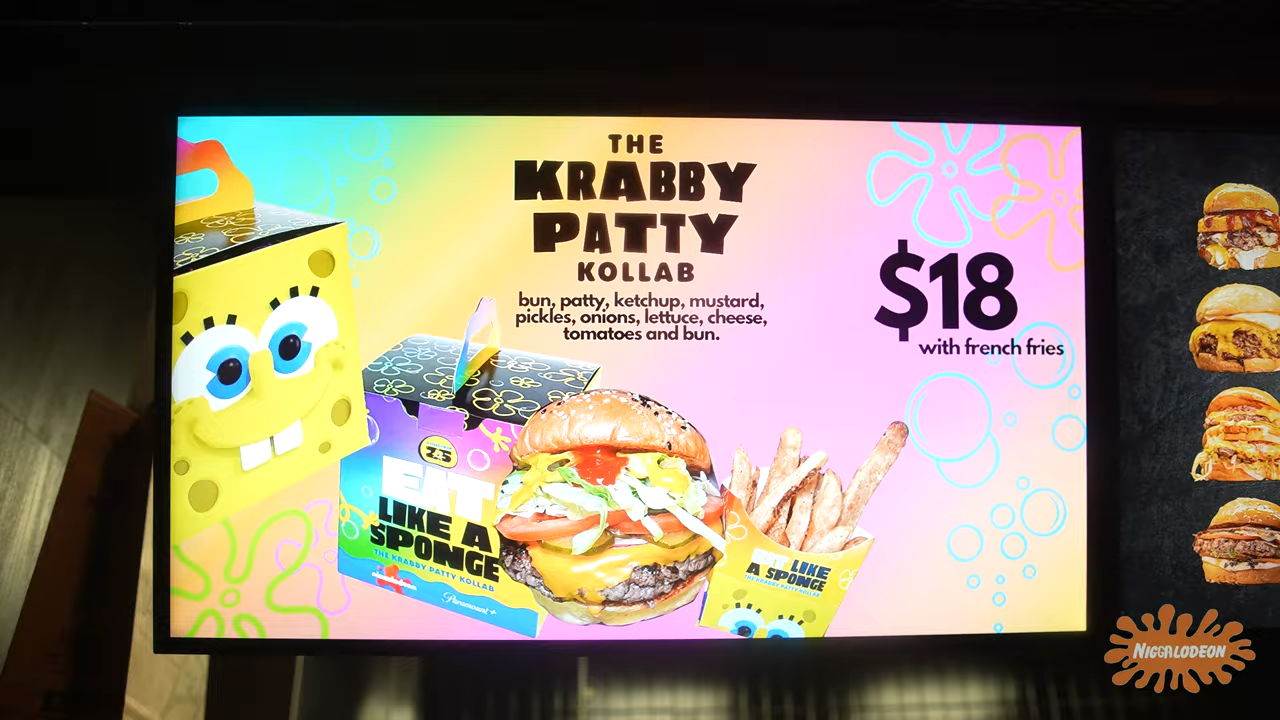 THE
KRABBY
PATTY
KOLLAB
bun, patty, ketchup, mustard,
pickles, onions, lettuce, cheese,
tomatoes and bun.
$18
with french fries
EAT
LIKE A
SPONGE
THE KRABBY PATTY KOLLAB
Paramount+
EAT LIKE
A SPONGE
THE KRABBY PATTY KOLLAB
NIGGALODEON